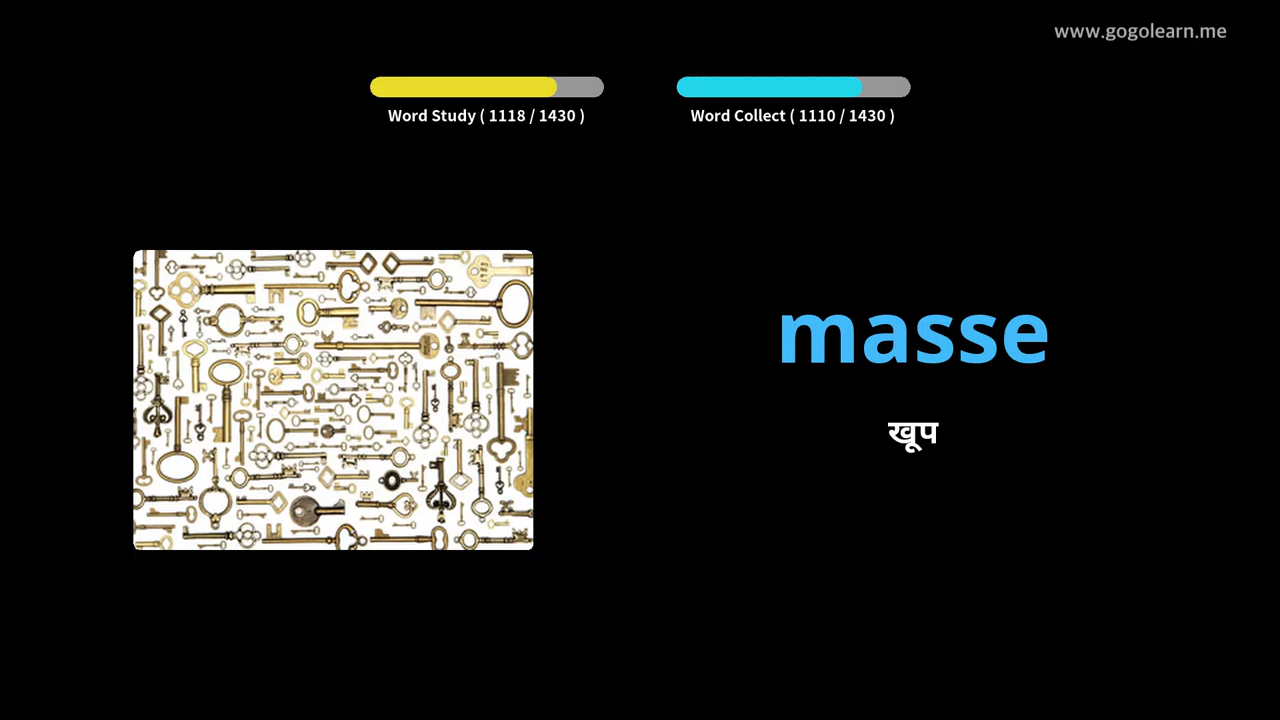 www.gogolearn.me
Word Study ( 1118 / 1430 )
Word Collect ( 1110 / 1430 )
masse
खूप